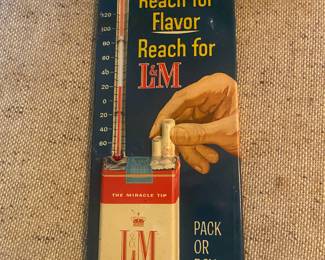 Reach for
Flavor
Reach for
L&M
120
100
80
60
40
20
0
20
40
60
THE MIRACLE TIP
L&M
PACK
OR
BOX